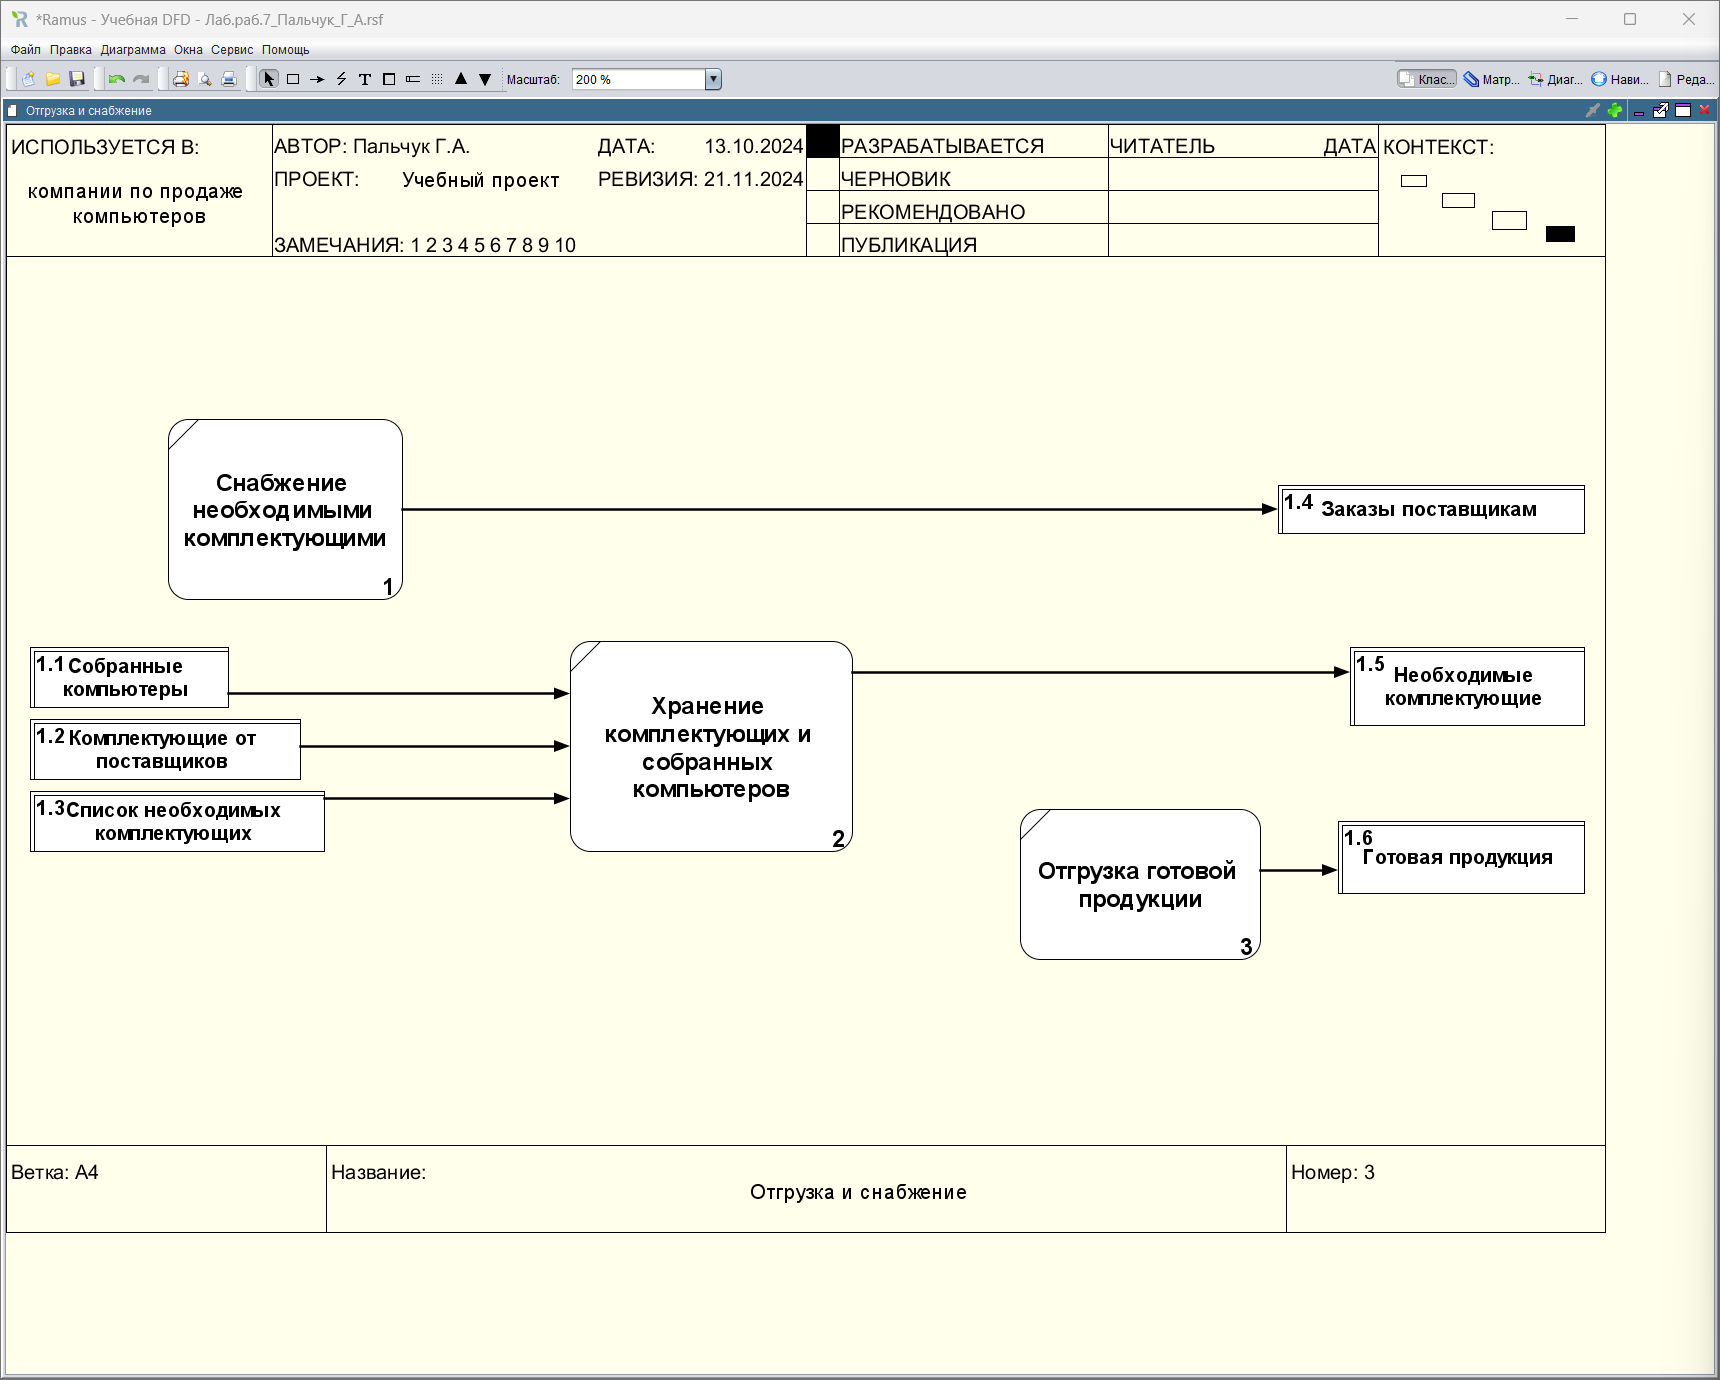 *Ramus - Учебная DFD - Лаб.раб.7_Пальчук_Г_А.rsf
Файл Правка Диаграмма Окна Сервис Помощь
Масштаб: 200 % Клас... Матр... Диаг... Нави... Реда...
Отгрузка и снабжение
ИСПОЛЬЗУЕТСЯ В:
компании по продаже
компьютеров
АВТОР: Пальчук Г.А. ДАТА: 13.10.2024
ПРОЕКТ: Учебный проект РЕВИЗИЯ: 21.11.2024
ЗАМЕЧАНИЯ: 1 2 3 4 5 6 7 8 9 10
РАЗРАБАТЫВАЕТСЯ
ЧЕРНОВИК
РЕКОМЕНДОВАНО
ПУБЛИКАЦИЯ
ЧИТАТЕЛЬ ДАТА
КОНТЕКСТ:
Снабжение
необходимыми
комплектующими
1
1.4 Заказы поставщикам
1.1 Собранные
компьютеры
1.2 Комплектующие от
поставщиков
1.3 Список необходимых
комплектующих
Хранение
комплектующих и
собранных
компьютеров
2
1.5 Необходимые
комплектующие
Отгрузка готовой
продукции
3
1.6
Готовая продукция
Ветка: A4
Название:
Отгрузка и снабжение
Номер: 3